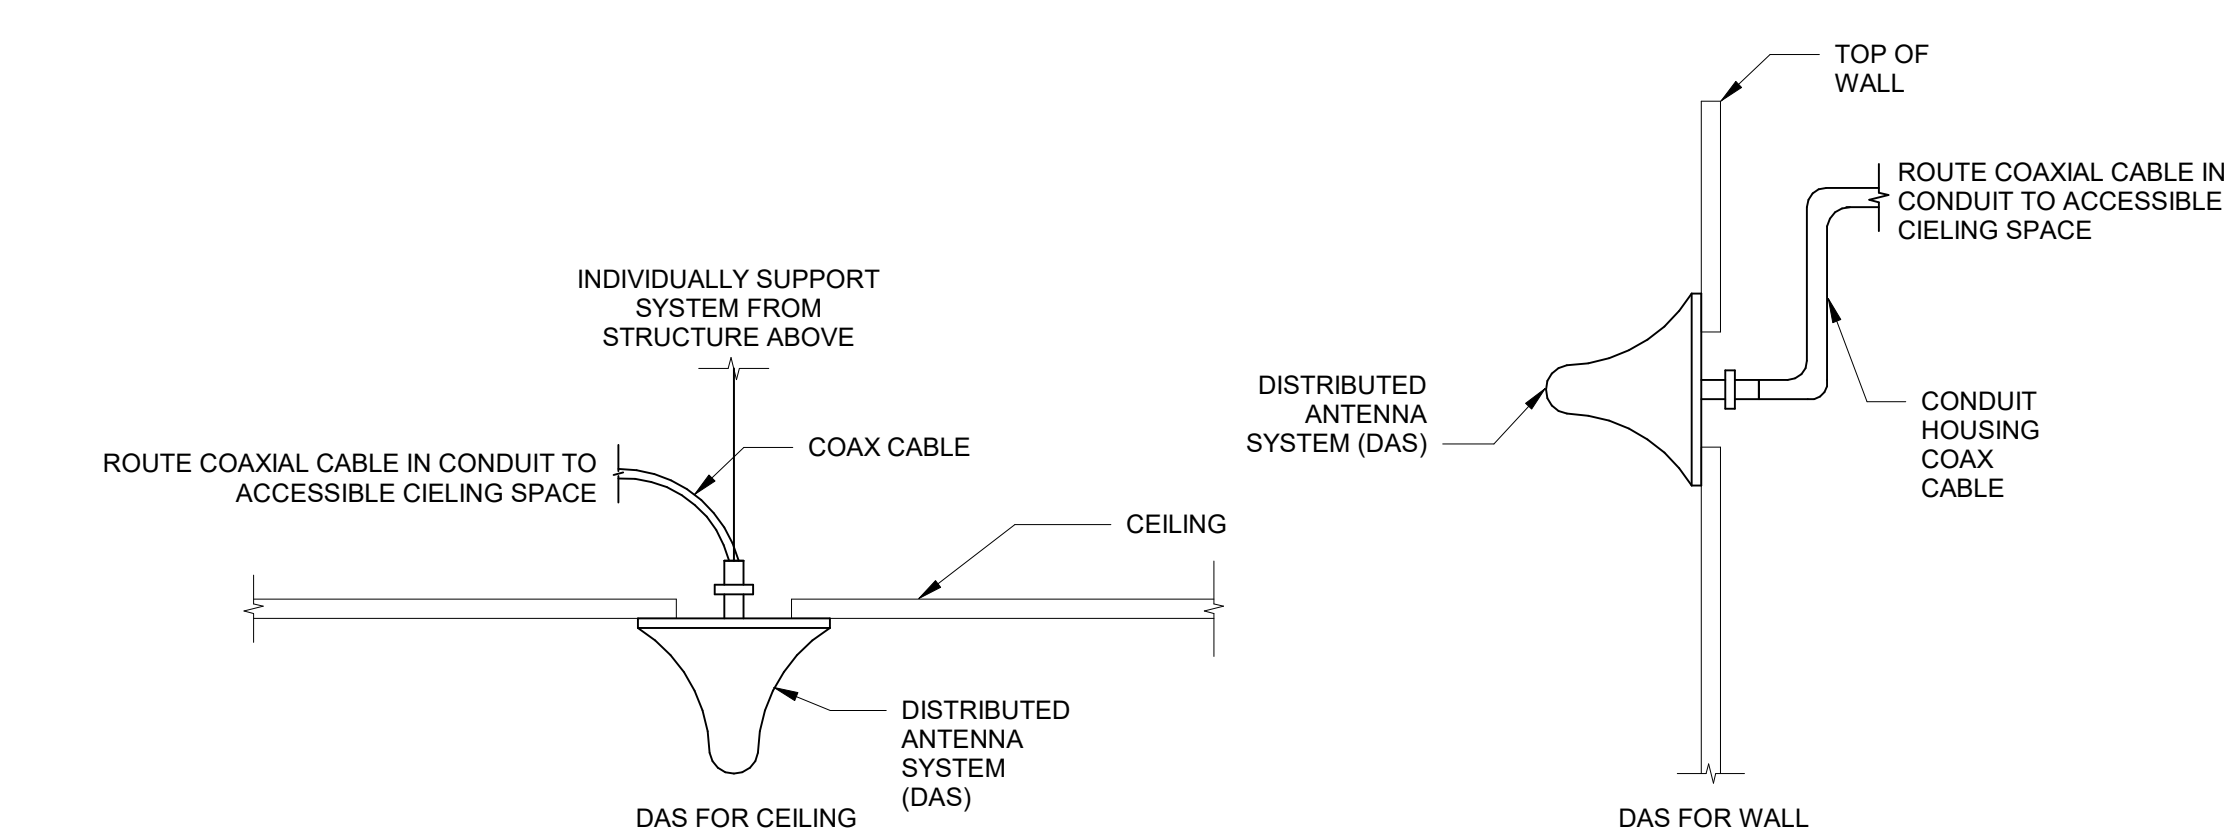 INDIVIDUALLY SUPPORT
SYSTEM FROM
STRUCTURE ABOVE
COAX CABLE
ROUTE COAXIAL CABLE IN CONDUIT TO
ACCESSIBLE CIELING SPACE
CEILING
DISTRIBUTED
ANTENNA
SYSTEM
(DAS)
DAS FOR CEILING
TOP OF
WALL
ROUTE COAXIAL CABLE IN
CONDUIT TO ACCESSIBLE
CIELING SPACE
DISTRIBUTED
ANTENNA
SYSTEM (DAS)
CONDUIT
HOUSING
COAX
CABLE
DAS FOR WALL